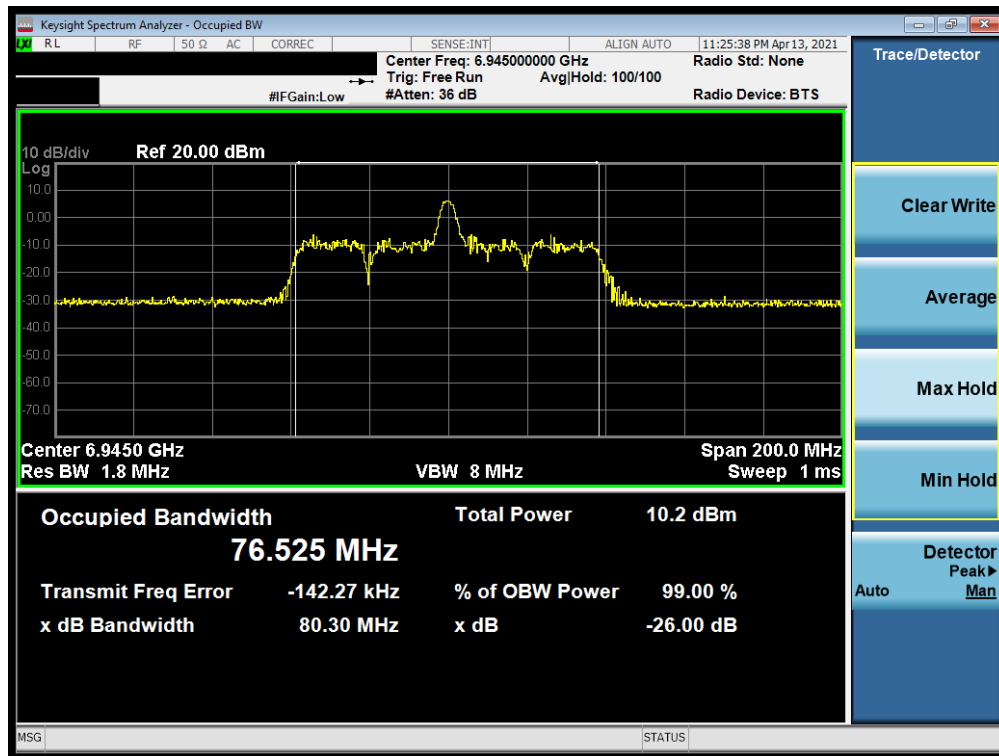 Keysight Spectrum Analyzer - Occupied BW
LXI RL RF 50 Ω AC CORREC SENSE:INT ALIGN AUTO 11:25:38 PM Apr 13, 2021
Center Freq: 6.945000000 GHz Radio Std: None
Trig: Free Run Avg|Hold: 100/100
#IFGain:Low #Atten: 36 dB Radio Device: BTS
Trace/Detector
10 dB/div Ref 20.00 dBm
Log
10.0
0.00
-10.0
-20.0
-30.0
-40.0
-50.0
-60.0
-70.0
Center 6.9450 GHz Span 200.0 MHz
Res BW 1.8 MHz VBW 8 MHz Sweep 1 ms
Occupied Bandwidth Total Power 10.2 dBm
76.525 MHz
Transmit Freq Error -142.27 kHz % of OBW Power 99.00 %
x dB Bandwidth 80.30 MHz x dB -26.00 dB
Clear Write
Average
Max Hold
Min Hold
Detector
Peak▶
Auto Man
MSG STATUS